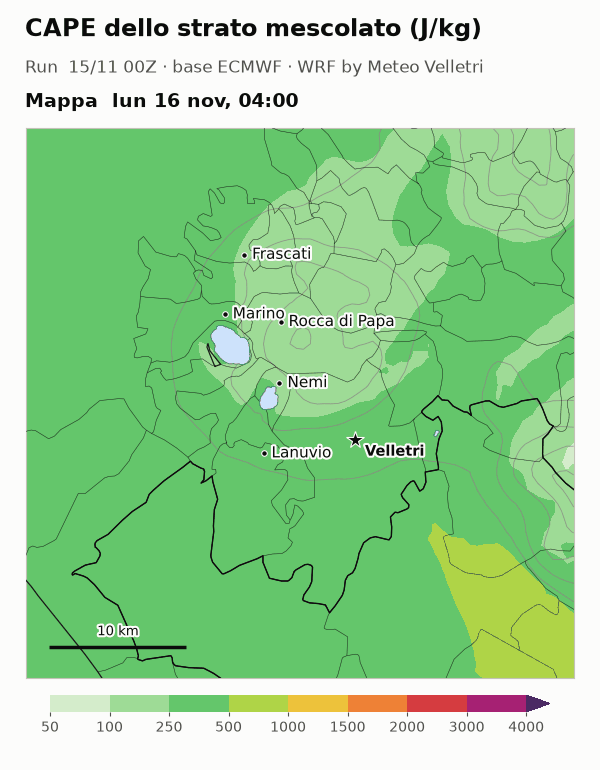 CAPE dello strato mescolato (J/kg)
Run  15/11 00Z · base ECMWF · WRF by Meteo Velletri
Mappa  lun 16 nov, 04:00
Frascati
Marino
Rocca di Papa
Nemi
Velletri
Lanuvio
10 km
50 100 250 500 1000 1500 2000 3000 4000